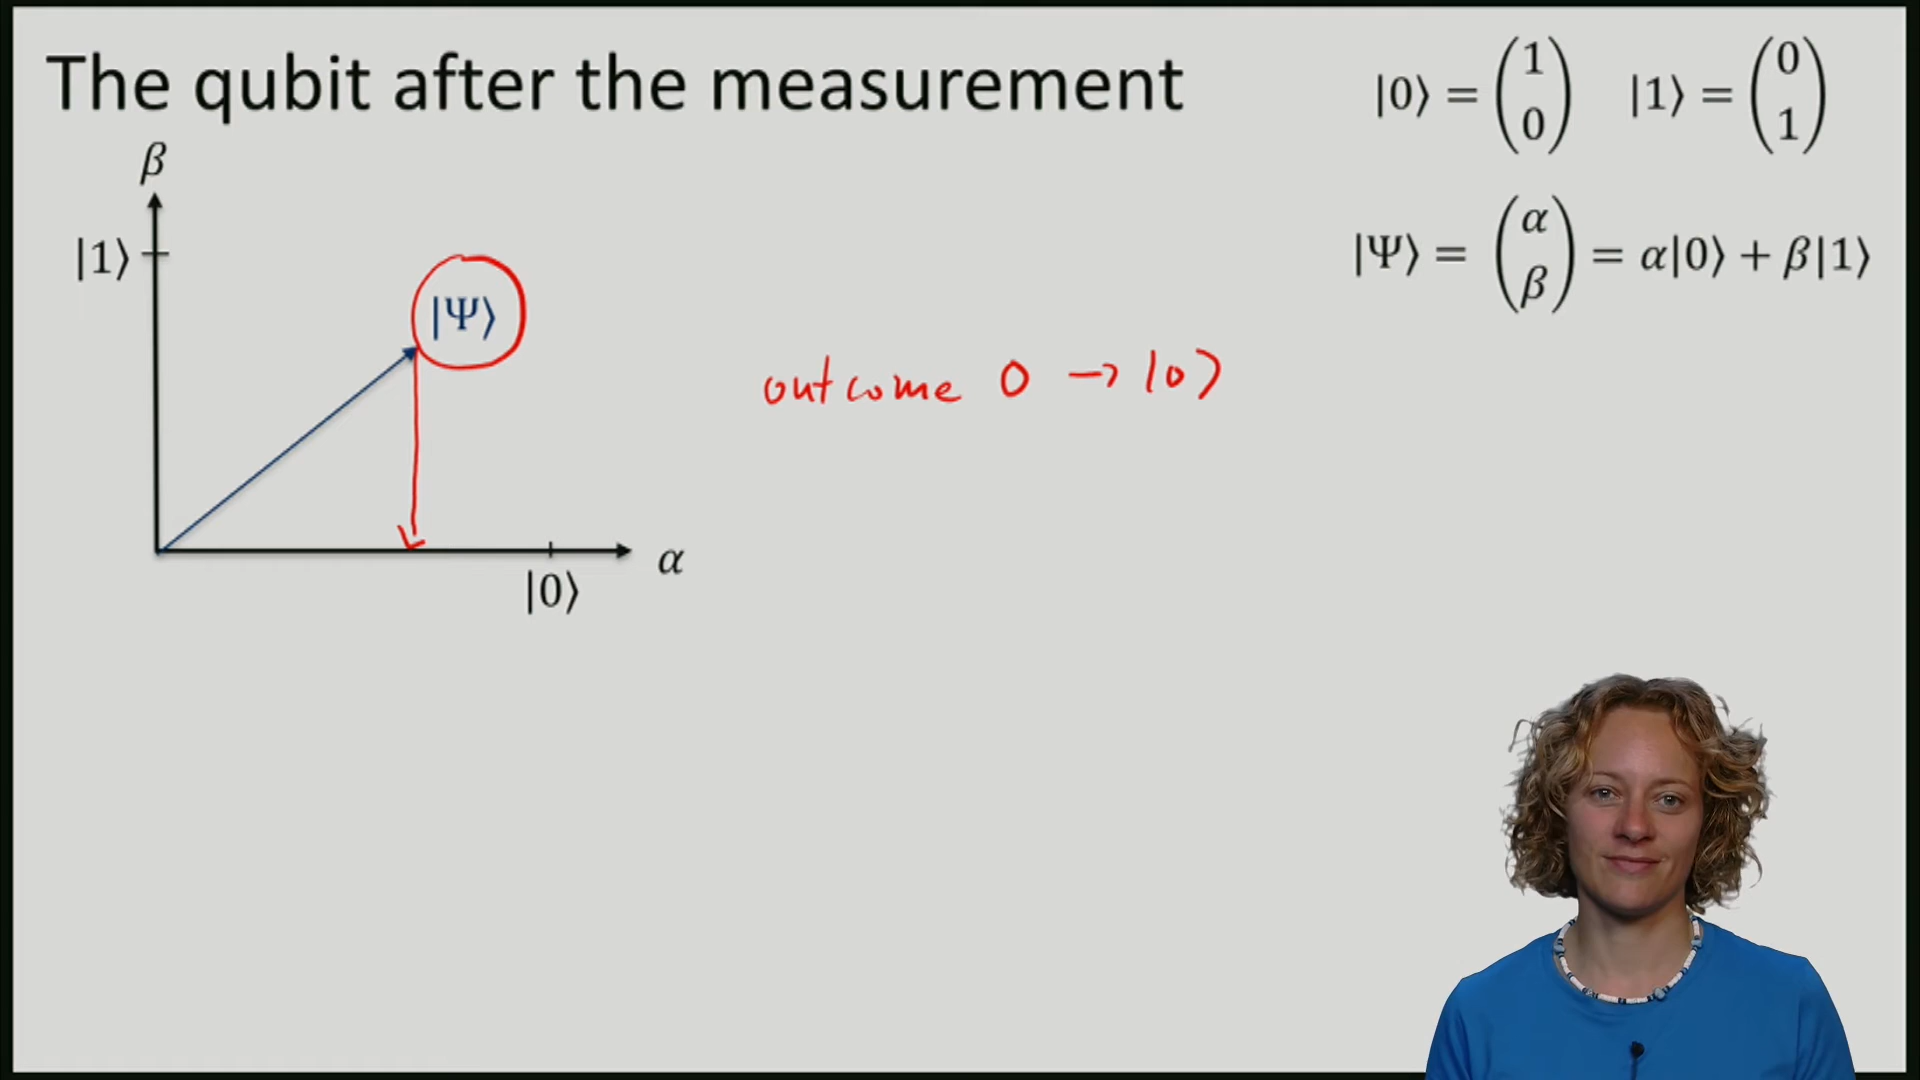 The qubit after the measurement
|0⟩ = (1 0) |1⟩ = (0 1)
|Ψ⟩ = (α β) = α|0⟩ + β|1⟩
β
|1⟩
|Ψ⟩
outcome 0 → |0⟩
α
|0⟩